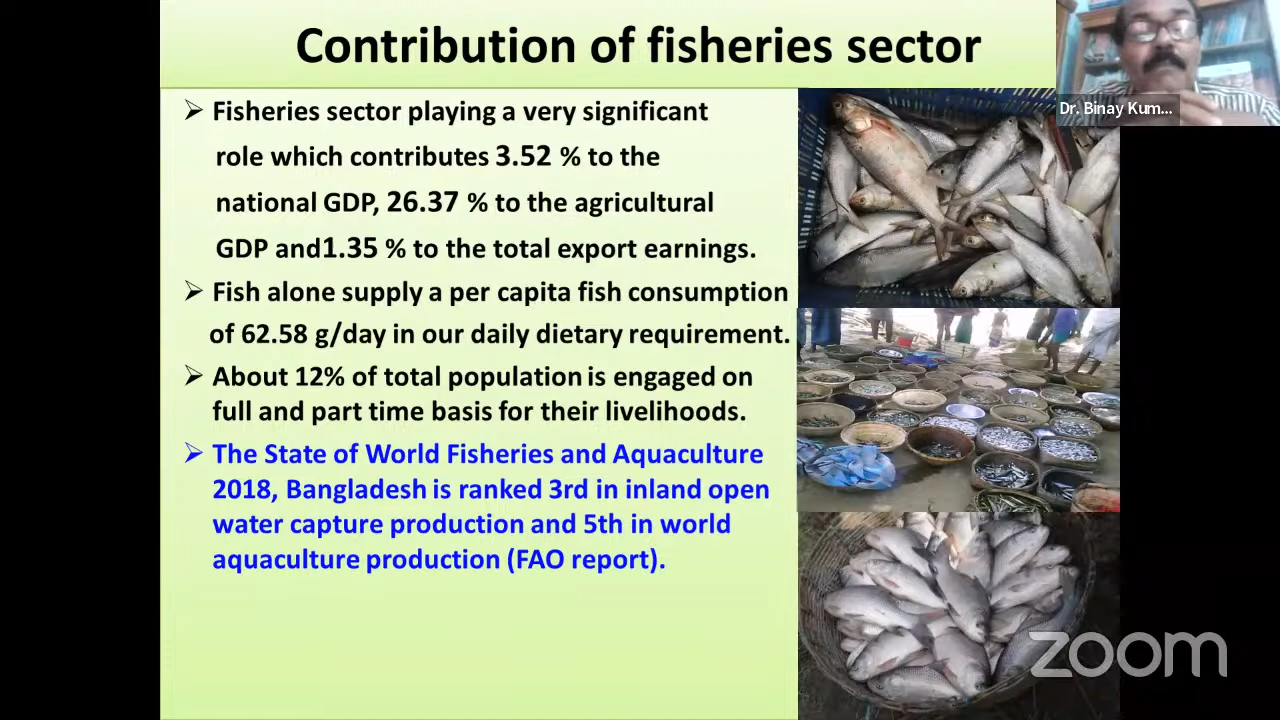 Contribution of fisheries sector
Dr. Binay Kum...
➢ Fisheries sector playing a very significant
role which contributes 3.52 % to the
national GDP, 26.37 % to the agricultural
GDP and1.35 % to the total export earnings.
➢ Fish alone supply a per capita fish consumption
of 62.58 g/day in our daily dietary requirement.
➢ About 12% of total population is engaged on
full and part time basis for their livelihoods.
➢ The State of World Fisheries and Aquaculture
2018, Bangladesh is ranked 3rd in inland open
water capture production and 5th in world
aquaculture production (FAO report).
zoom